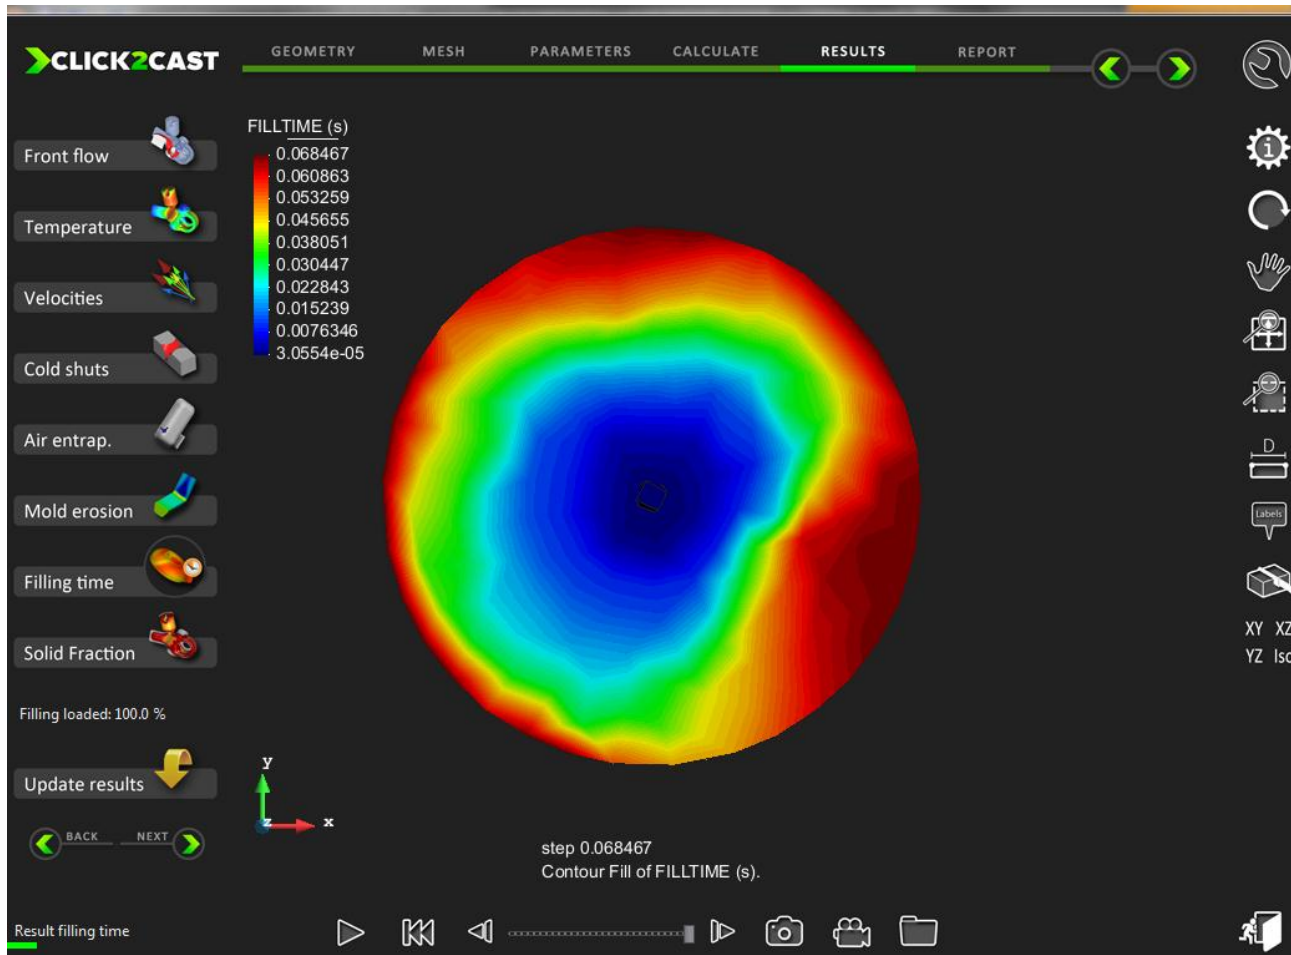 CLICK2CAST
GEOMETRY MESH PARAMETERS CALCULATE RESULTS REPORT
Front flow
Temperature
Velocities
Cold shuts
Air entrap.
Mold erosion
Filling time
Solid Fraction
Filling loaded: 100.0 %
Update results
BACK NEXT
Result filling time
FILLTIME (s)
0.068467
0.060863
0.053259
0.045655
0.038051
0.030447
0.022843
0.015239
0.0076346
3.0554e-05
y
z x
step 0.068467
Contour Fill of FILLTIME (s).
i
D
Labels
XY XZ
YZ Iso